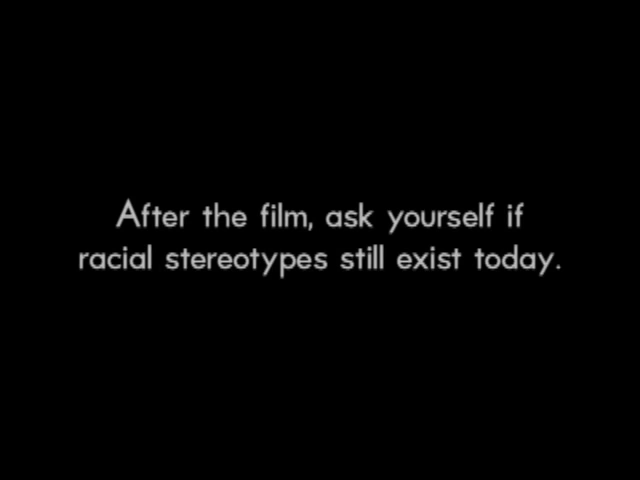 After the film, ask yourself if
racial stereotypes still exist today.